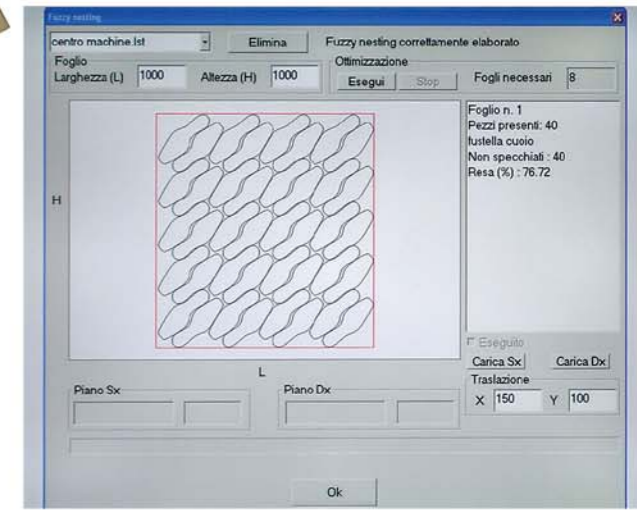 Fuzzy nesting
centro machine.lst
Elimina
Fuzzy nesting correttamente elaborato
Foglio
Larghezza (L) 1000 Altezza (H) 1000
Ottimizzazione
Esegui Stop Fogli necessari 8
Foglio n. 1
Pezzi presenti: 40
fustella cuoio
Non specchiati : 40
Resa (%) : 76.72
H
L
Eseguito
Carica Sx Carica Dx
Piano Sx
Piano Dx
Traslazione
X 150 Y 100
Ok